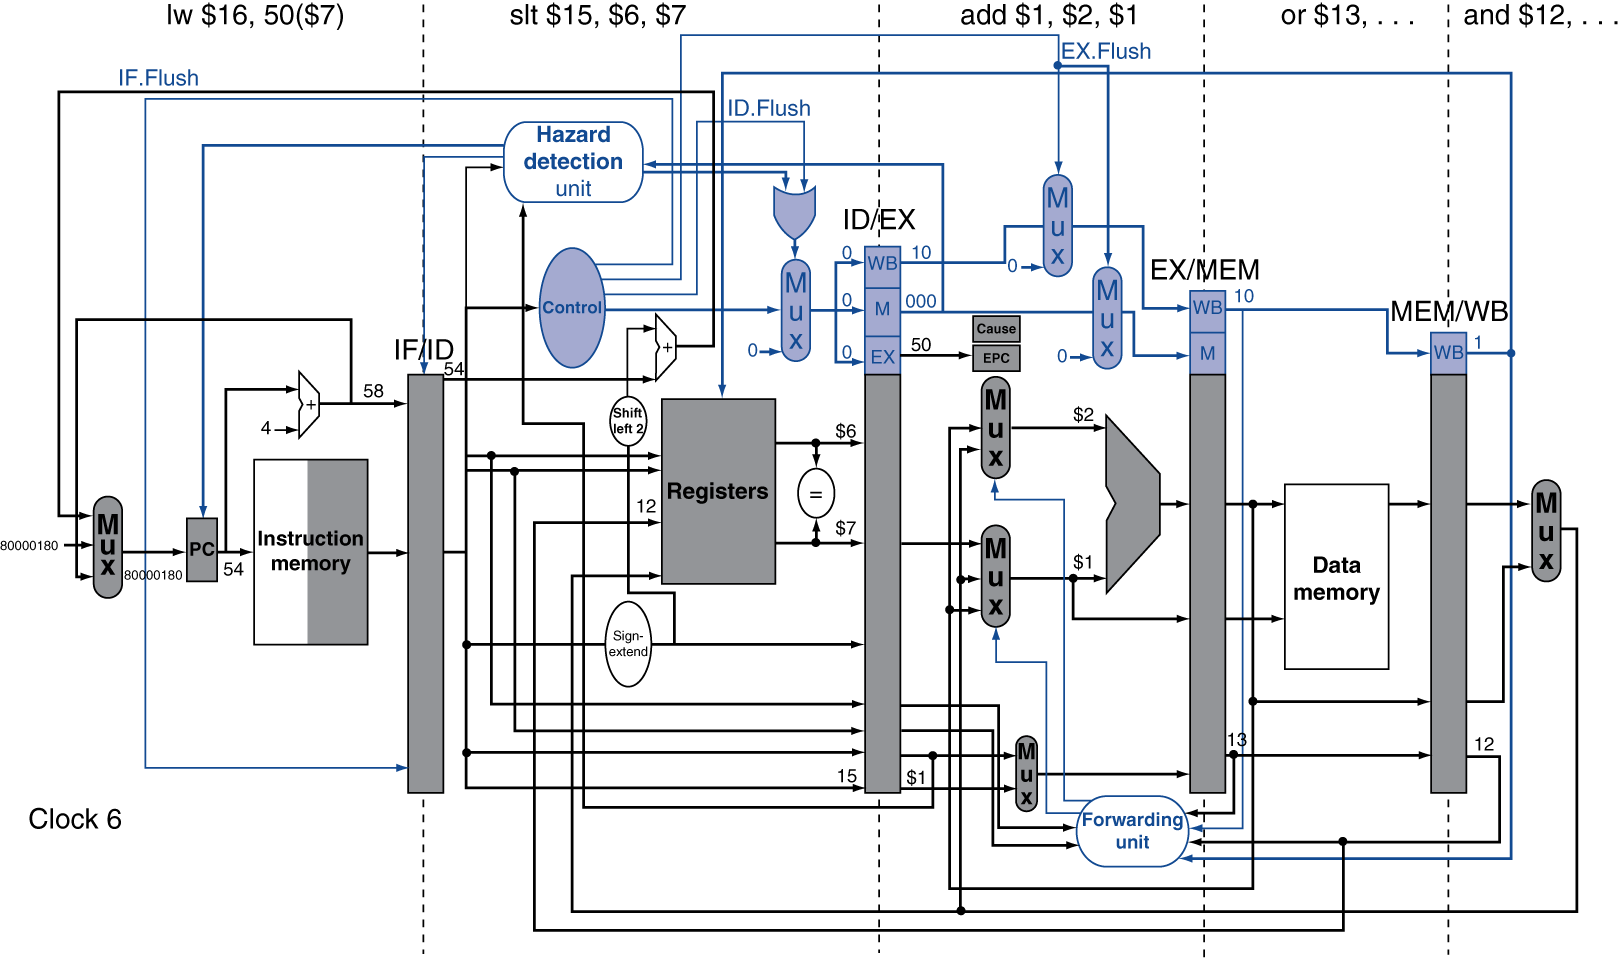 lw $16, 50($7)
slt $15, $6, $7
add $1, $2, $1
or $13, . . .
and $12, . . .
EX.Flush
IF.Flush
ID.Flush
Hazard
detection
unit
ID/EX
M
u
x
0
WB
10
0
EX/MEM
M
u
x
0
Control
M
u
x
0
0
M
000
M
u
x
0
WB
10
MEM/WB
Cause
IF/ID
54
+
0
EX
50
EPC
M
WB
1
58
+
4
Shift
left 2
M
u
x
$2
$6
Registers
=
12
$7
M
u
x
80000180
80000180
PC
54
Instruction
memory
M
u
x
$1
Data
memory
M
u
x
Sign-
extend
13
12
M
u
x
15
$1
Clock 6
Forwarding
unit